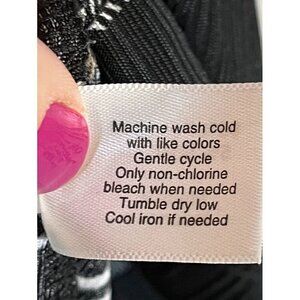 Machine wash cold
with like colors
Gentle cycle
Only non-chlorine
bleach when needed
Tumble dry low
Cool iron if needed